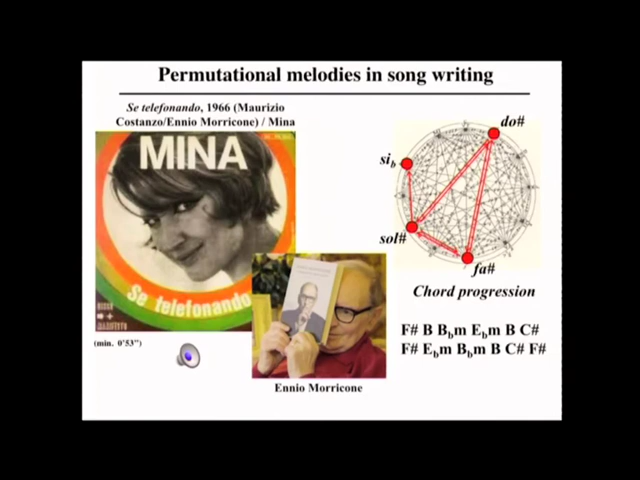 Permutational melodies in song writing
Se telefonando, 1966 (Maurizio
Costanzo/Ennio Morricone) / Mina
MINA
Se telefonando
(min. 0'53")
Ennio Morricone
do#
si♭
sol#
fa#
Chord progression
F# B B♭m E♭m B C#
F# E♭m B♭m B C# F#